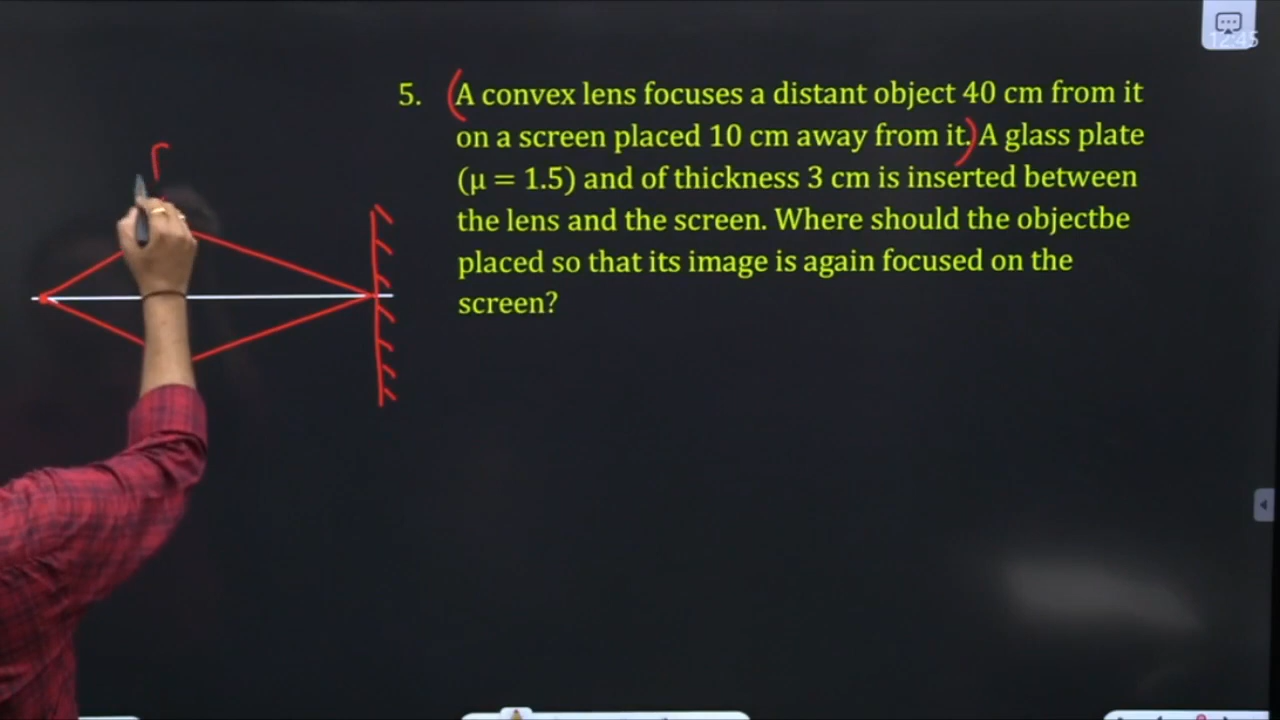 12:45
5. A convex lens focuses a distant object 40 cm from it
on a screen placed 10 cm away from it. A glass plate
(μ = 1.5) and of thickness 3 cm is inserted between
the lens and the screen. Where should the objectbe
placed so that its image is again focused on the
screen?